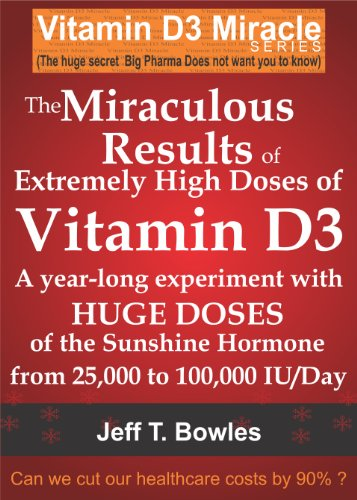 Vitamin D3 Miracle
SERIES
(The huge secret Big Pharma Does not want you to know)
The Miraculous
Results of
Extremely High Doses of
Vitamin D3
A year-long experiment with
HUGE DOSES
of the Sunshine Hormone
from 25,000 to 100,000 IU/Day
Jeff T. Bowles
Can we cut our healthcare costs by 90% ?